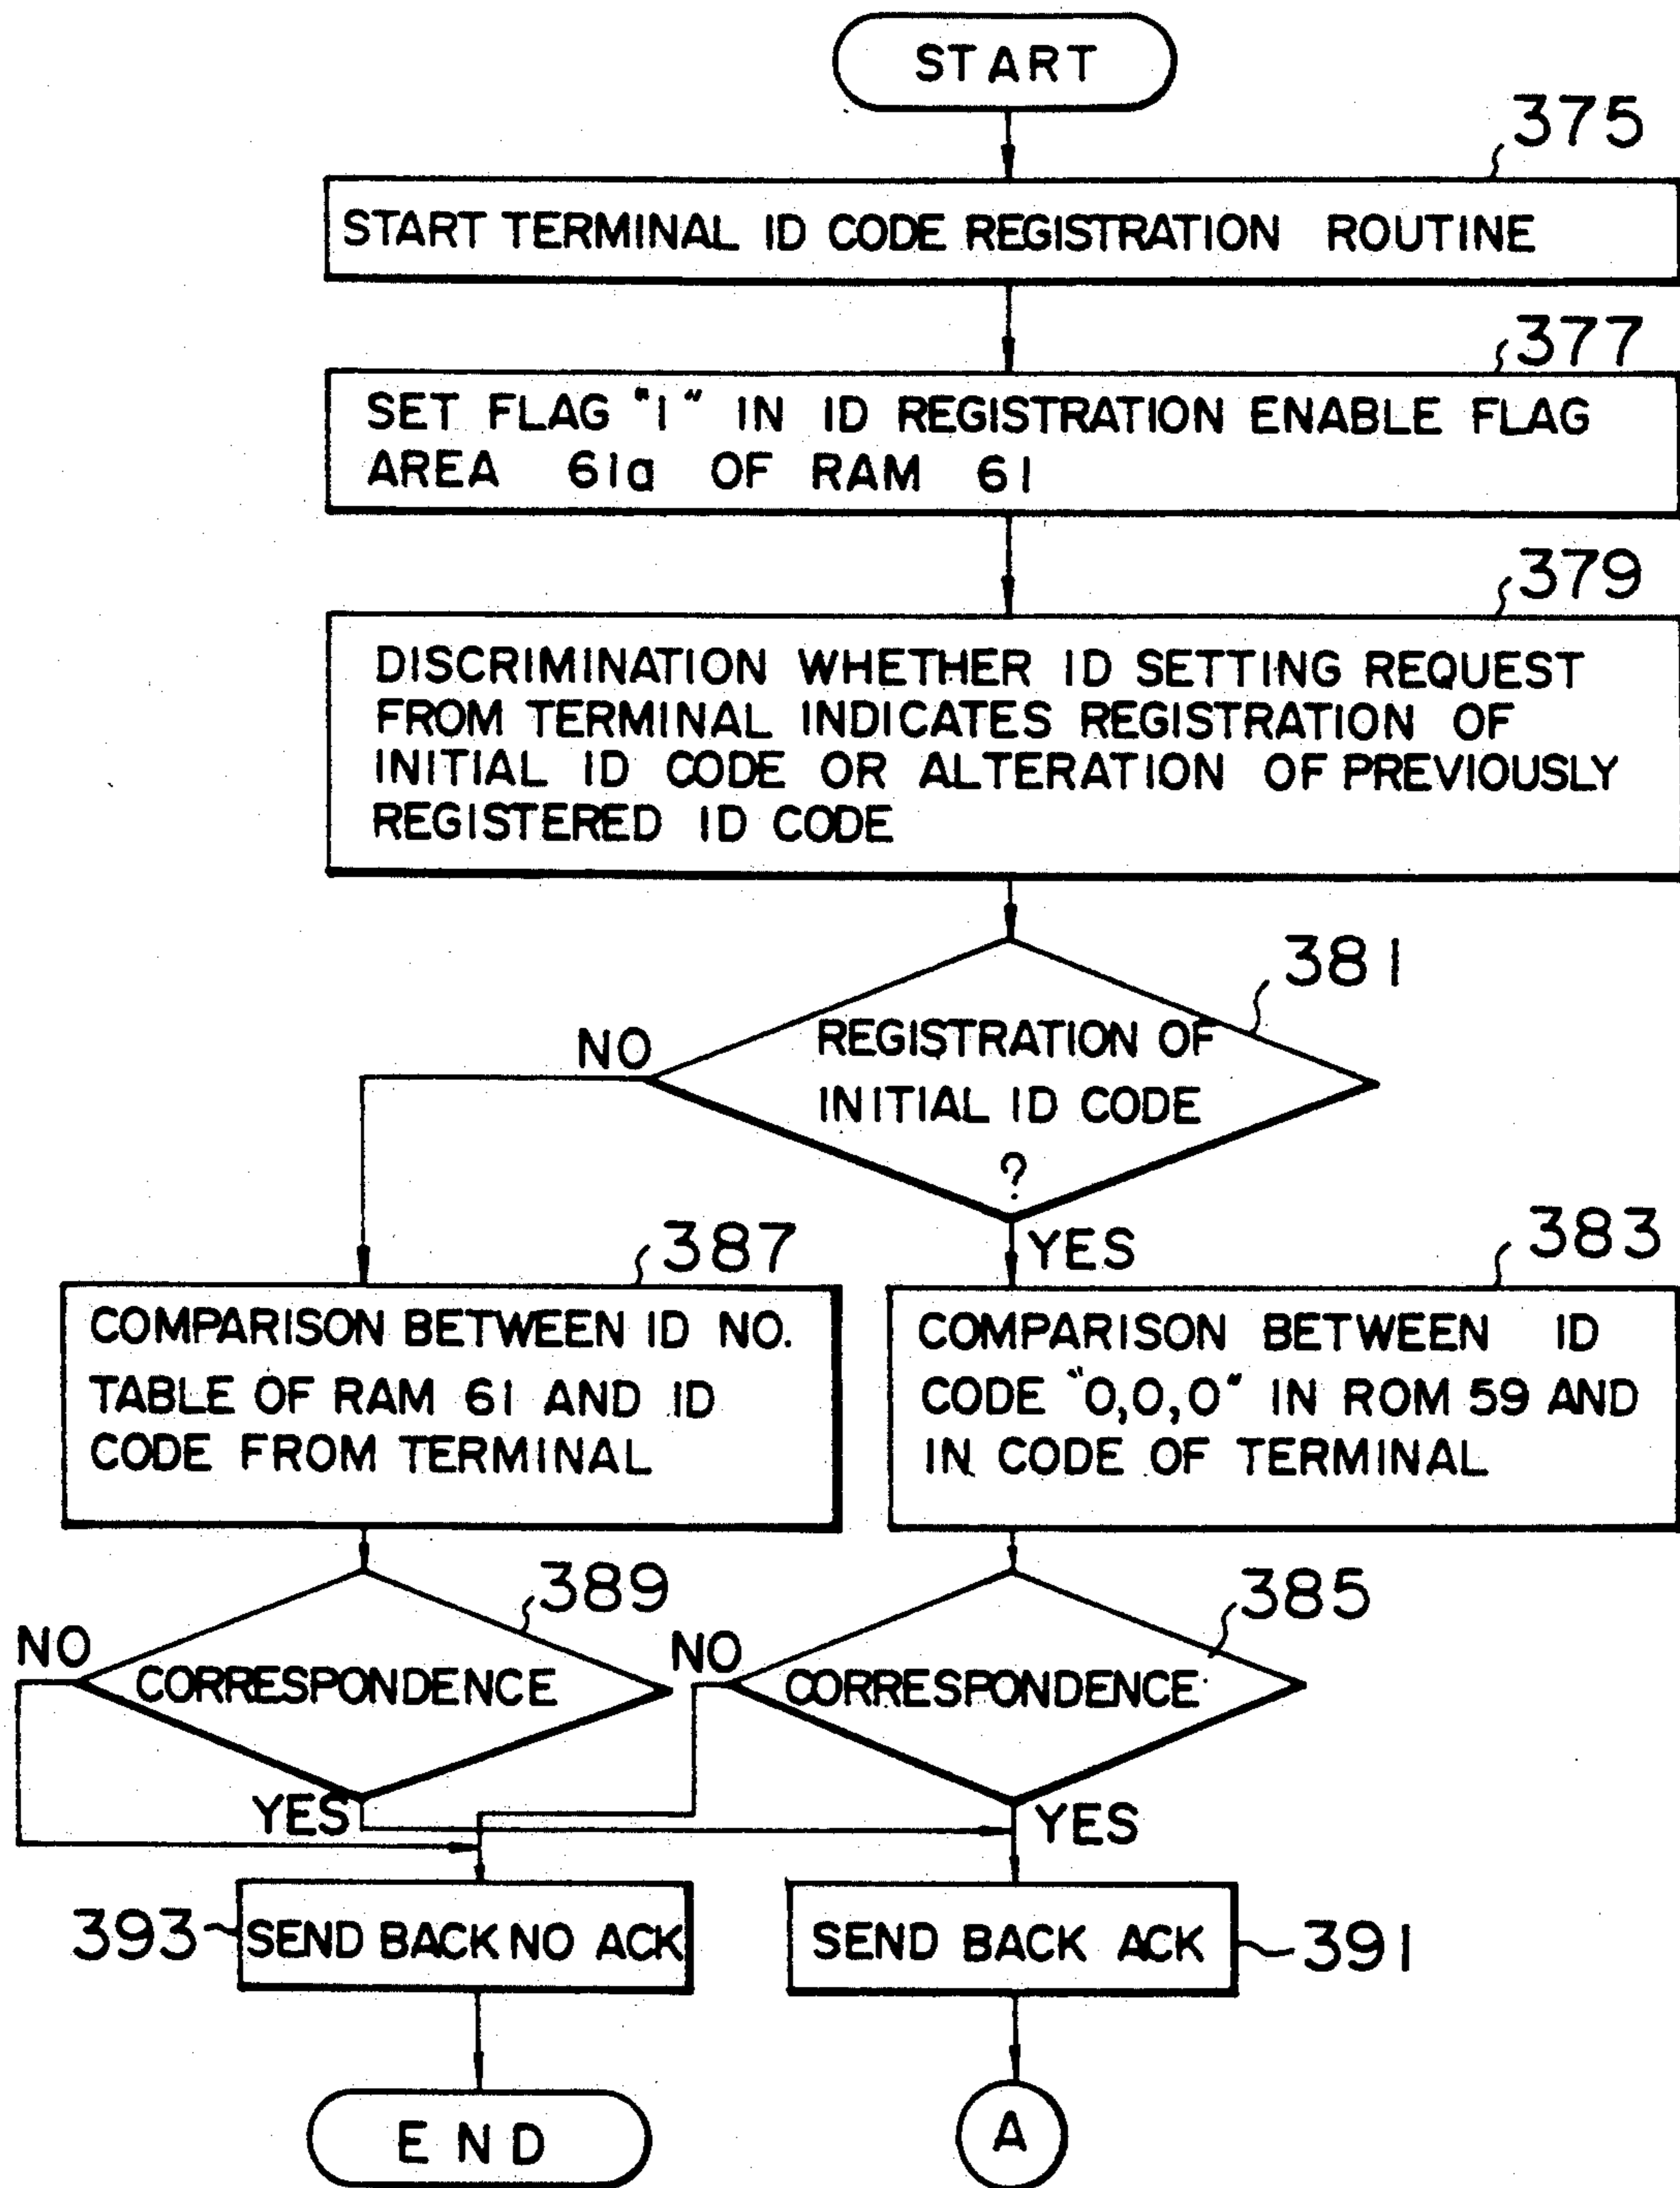 START
375
START TERMINAL ID CODE REGISTRATION ROUTINE
377
SET FLAG "1" IN ID REGISTRATION ENABLE FLAG
AREA 61a OF RAM 61
379
DISCRIMINATION WHETHER ID SETTING REQUEST
FROM TERMINAL INDICATES REGISTRATION OF
INITIAL ID CODE OR ALTERATION OF PREVIOUSLY
REGISTERED ID CODE
381
NO
REGISTRATION OF
INITIAL ID CODE
?
YES
387
COMPARISON BETWEEN ID NO.
TABLE OF RAM 61 AND ID
CODE FROM TERMINAL
383
COMPARISON BETWEEN ID
CODE "0,0,0" IN ROM 59 AND
IN CODE OF TERMINAL
389
NO
CORRESPONDENCE
YES
385
NO
CORRESPONDENCE
YES
393
SEND BACK NO ACK
SEND BACK ACK
391
END
A